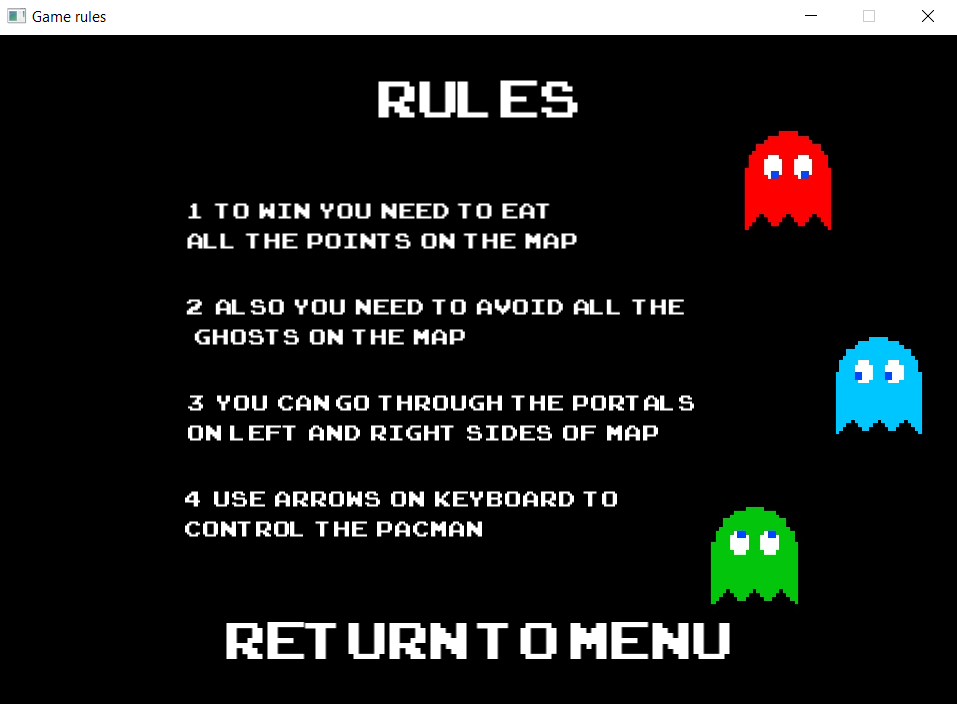 Game rules
RULES
1 TO WIN YOU NEED TO EAT
ALL THE POINTS ON THE MAP
2 ALSO YOU NEED TO AVOID ALL THE
GHOSTS ON THE MAP
3 YOU CAN GO THROUGH THE PORTALS
ON LEFT AND RIGHT SIDES OF MAP
4 USE ARROWS ON KEYBOARD TO
CONTROL THE PACMAN
RETURN TO MENU